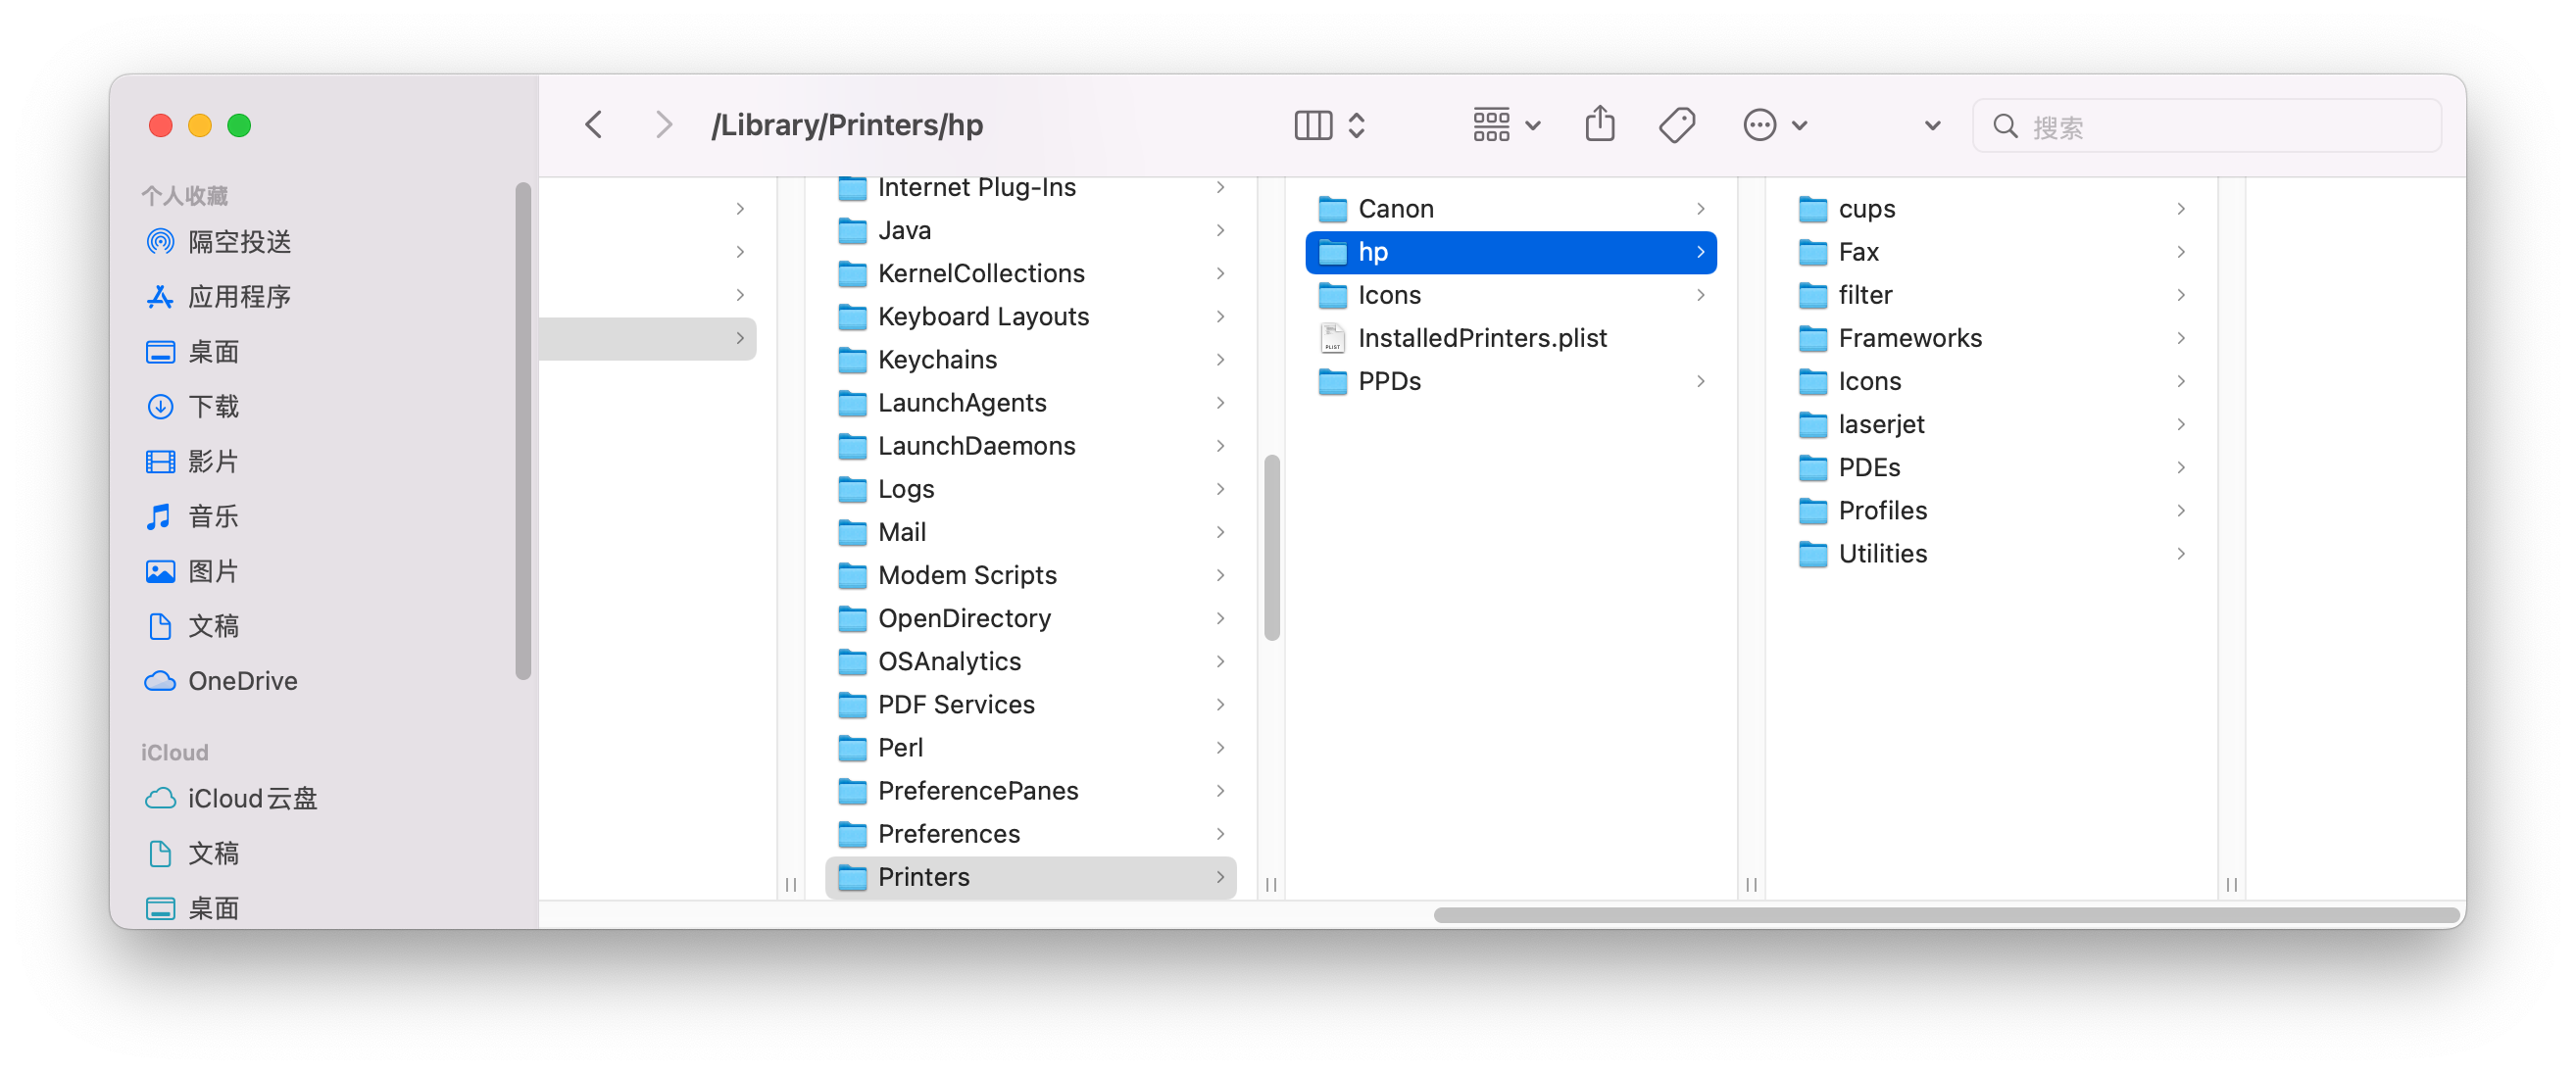 /Library/Printers/hp
搜索
个人收藏
隔空投送
应用程序
桌面
下载
影片
音乐
图片
文稿
OneDrive
iCloud
iCloud云盘
文稿
桌面
Internet Plug-Ins
Java
KernelCollections
Keyboard Layouts
Keychains
LaunchAgents
LaunchDaemons
Logs
Mail
Modem Scripts
OpenDirectory
OSAnalytics
PDF Services
Perl
PreferencePanes
Preferences
Printers
Canon
hp
Icons
PLIST
InstalledPrinters.plist
PPDs
cups
Fax
filter
Frameworks
Icons
laserjet
PDEs
Profiles
Utilities